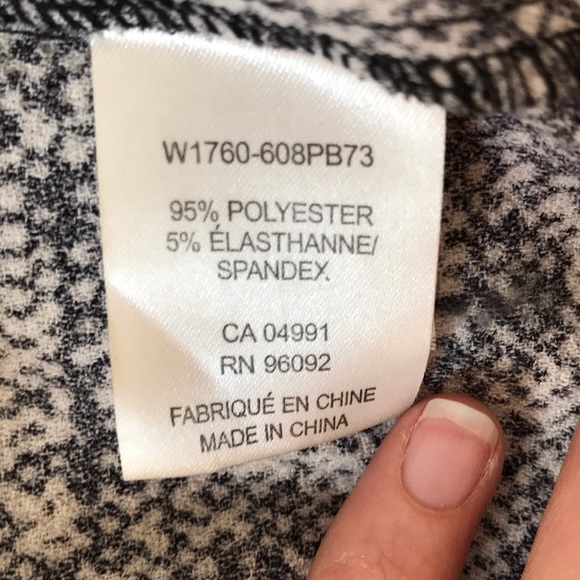 W1760-608PB73
95% POLYESTER
5% ÉLASTHANNE/
SPANDEX
CA 04991
RN 96092
FABRIQUÉ EN CHINE
MADE IN CHINA